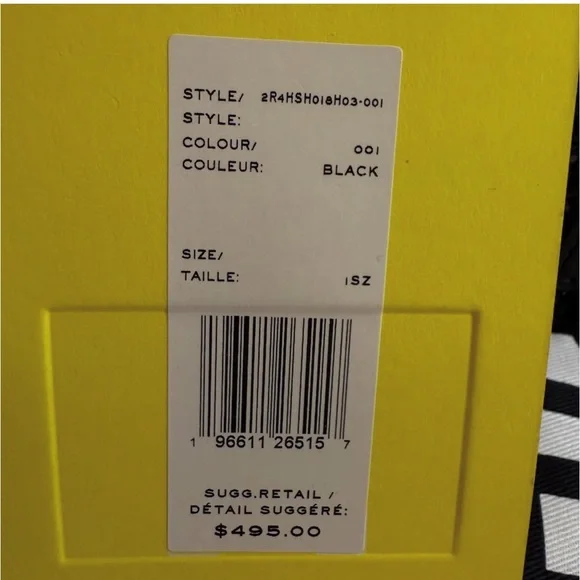 STYLE/ 2R4HSH018H03-001
STYLE:
COLOUR/ 001
COULEUR: BLACK
SIZE/
TAILLE: 1SZ
1 96611 26515 7
SUGG.RETAIL /
DÉTAIL SUGGÉRÉ:
$495.00